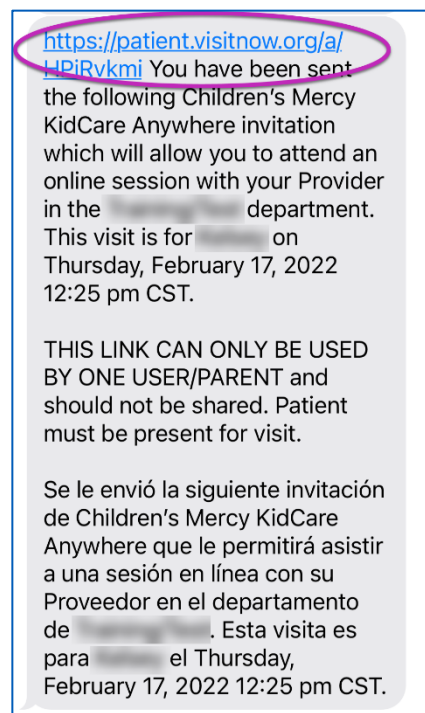 https://patient.visitnow.org/a/
HPiRvkmi You have been sent
the following Children's Mercy
KidCare Anywhere invitation
which will allow you to attend an
online session with your Provider
in the department.
This visit is for on
Thursday, February 17, 2022
12:25 pm CST.
THIS LINK CAN ONLY BE USED
BY ONE USER/PARENT and
should not be shared. Patient
must be present for visit.
Se le envió la siguiente invitación
de Children's Mercy KidCare
Anywhere que le permitirá asistir
a una sesión en línea con su
Proveedor en el departamento
de . Esta visita es
para el Thursday,
February 17, 2022 12:25 pm CST.